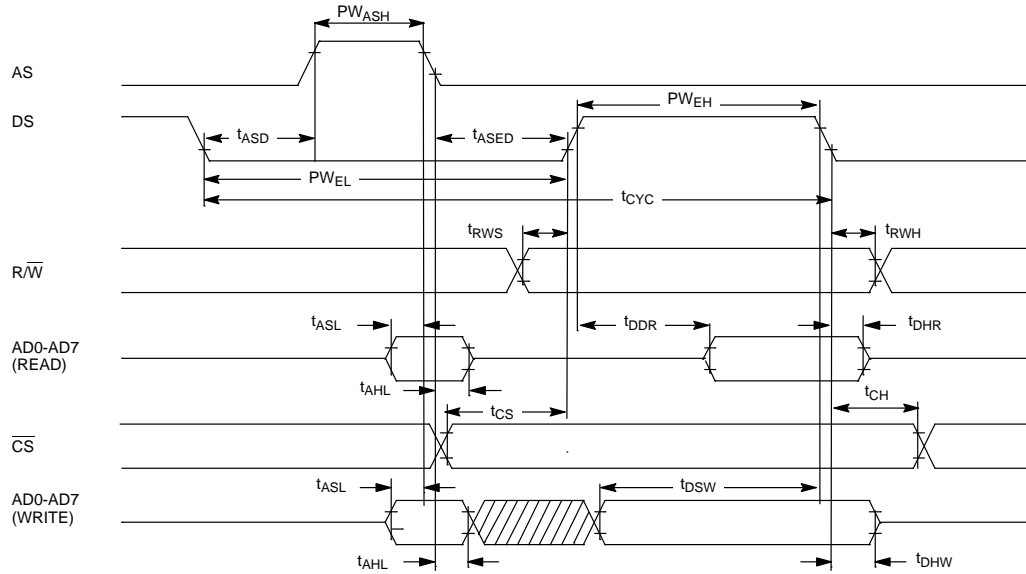 PW_ASH
AS
PW_EH
DS
t_ASD
t_ASED
PW_EL
t_CYC
t_RWS
t_RWH
R/W̅
t_ASL
t_DDR
t_DHR
AD0-AD7
(READ)
t_AHL
t_CS
t_CH
C̅S̅
t_ASL
t_DSW
AD0-AD7
(WRITE)
t_AHL
t_DHW